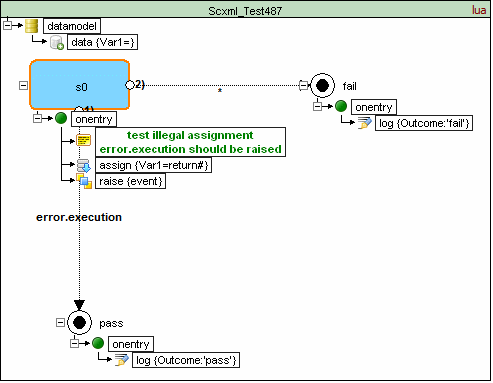 Scxml_Test487
lua
datamodel
data {Var1=}
s0
2)
*
fail
1)
onentry
onentry
log {Outcome:'fail'}
test illegal assignment
error.execution should be raised
assign {Var1=return#}
raise {event}
error.execution
pass
onentry
log {Outcome:'pass'}